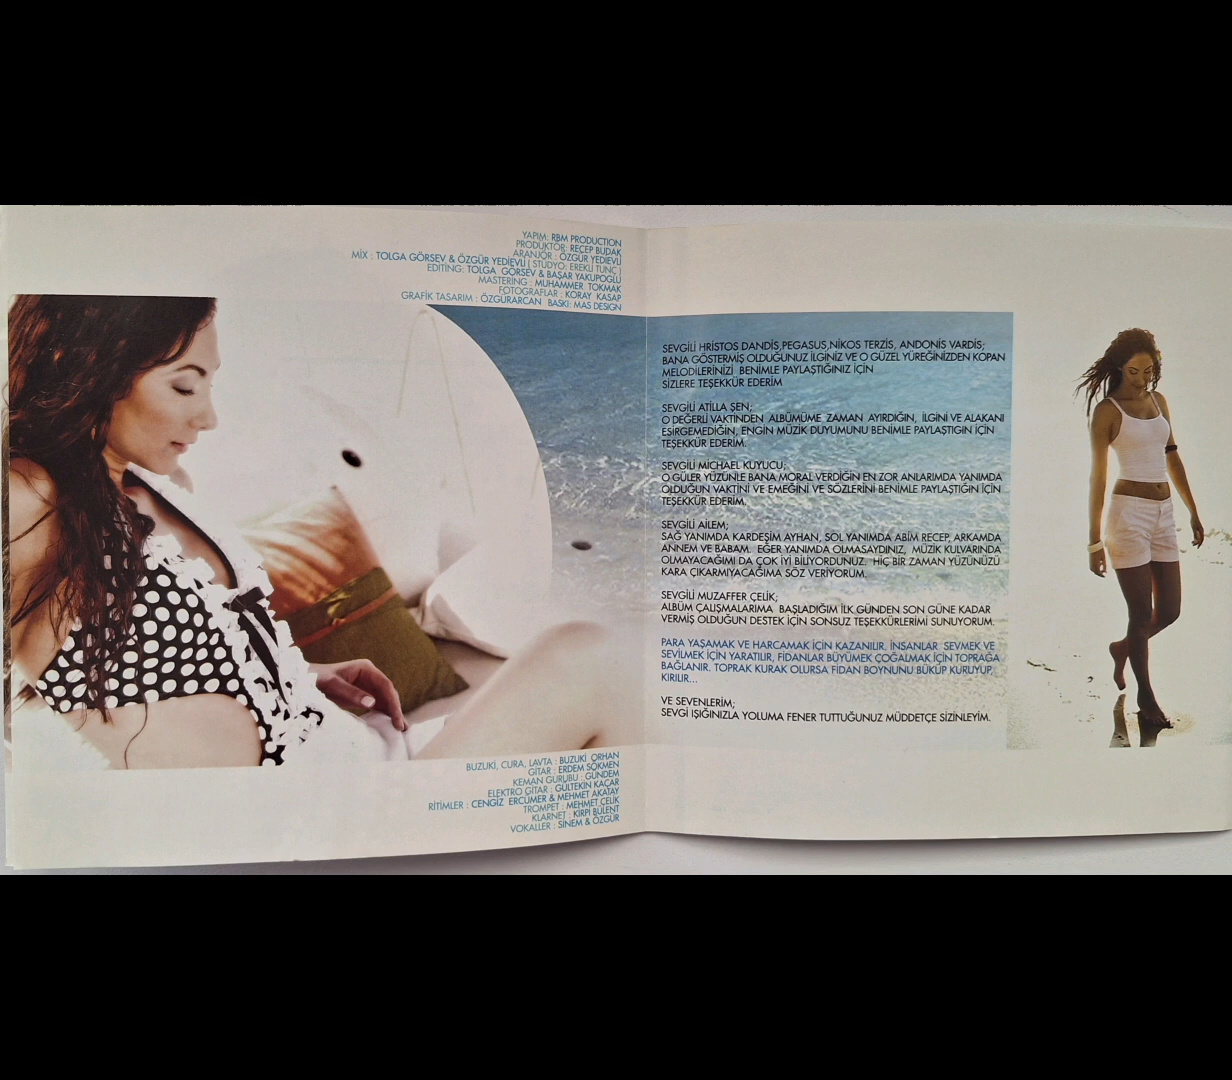 YAPIM: RBM PRODUCTION
PRODÜKTÖR: RECEP BUDAK
ARANJÖR : ÖZGÜR YEDİEVLİ
MİX : TOLGA GÖRSEV & ÖZGÜR YEDİEVLİ ( STÜDYO: EREKLİ TUNÇ )
EDİTİNG: TOLGA GÖRSEV & BAŞAR YAKUPOĞLU
MASTERING : MUHAMMER TOKMAK
FOTOGRAFLAR : KORAY KASAP
GRAFİK TASARIM : ÖZGÜRARCAN BASKI: MAS DESIGN
BUZUKİ, CURA, LAVTA : BUZUKİ ORHAN
GİTAR : ERDEM SÖKMEN
KEMAN GURUBU : GÜNDEM
ELEKTRO GİTAR : GÜLTEKİN KAÇAR
RİTİMLER : CENGİZ ERCÜMER & MEHMET AKATAY
TROMPET : MEHMET ÇELİK
KLARNET : KIRPI BÜLENT
VOKALLER : SİNEM & ÖZGÜR
SEVGİLİ HRİSTOS DANDİS,PEGASUS,NİKOS TERZİS, ANDONİS VARDİS;
BANA GÖSTERMİŞ OLDUĞUNUZ İLGİNİZ VE O GÜZEL YÜREĞİNİZDEN KOPAN
MELODİLERİNİZİ BENİMLE PAYLAŞTIĞINIZ İÇİN
SİZLERE TEŞEKKÜR EDERİM
SEVGİLİ ATİLLA ŞEN;
O DEĞERLİ VAKTİNDEN ALBÜMÜME ZAMAN AYIRDIĞIN, İLGİNİ VE ALAKANI
ESİRGEMEDİĞİN, ENGİN MÜZİK DUYUMUNU BENİMLE PAYLAŞTIGIN İÇİN
TEŞEKKÜR EDERİM.
SEVGİLİ MICHAEL KUYUCU;
O GÜLER YÜZÜNLE BANA MORAL VERDİĞİN EN ZOR ANLARIMDA YANIMDA
OLDUĞUN VAKTİNİ VE EMEĞİNİ VE SÖZLERİNİ BENİMLE PAYLAŞTIĞIN İÇİN
TEŞEKKÜR EDERİM.
SEVGİLİ AİLEM;
SAĞ YANIMDA KARDEŞİM AYHAN, SOL YANIMDA ABİM RECEP, ARKAMDA
ANNEM VE BABAM. EĞER YANIMDA OLMASAYDINIZ, MÜZİK KULVARINDA
OLMAYACAĞIMI DA ÇOK İYİ BİLİYORDUNUZ. HİÇ BİR ZAMAN YÜZÜNÜZÜ
KARA ÇIKARMIYACAĞIMA SÖZ VERİYORUM.
SEVGİLİ MUZAFFER ÇELİK;
ALBÜM ÇALIŞMALARIMA BAŞLADIĞIM İLK GÜNDEN SON GÜNE KADAR
VERMİŞ OLDUĞUN DESTEK İÇİN SONSUZ TEŞEKKÜRLERİMİ SUNUYORUM.
PARA YAŞAMAK VE HARCAMAK İÇİN KAZANILIR. İNSANLAR SEVMEK VE
SEVİLMEK İÇİN YARATILIR, FİDANLAR BÜYÜMEK ÇOĞALMAK İÇİN TOPRAĞA
BAĞLANIR. TOPRAK KURAK OLURSA FİDAN BOYNUNU BÜKÜP KURUYUP,
KIRILIR...
VE SEVENLERİM;
SEVGİ IŞIĞINIZLA YOLUMA FENER TUTTUĞUNUZ MÜDDETÇE SİZİNLEYİM.